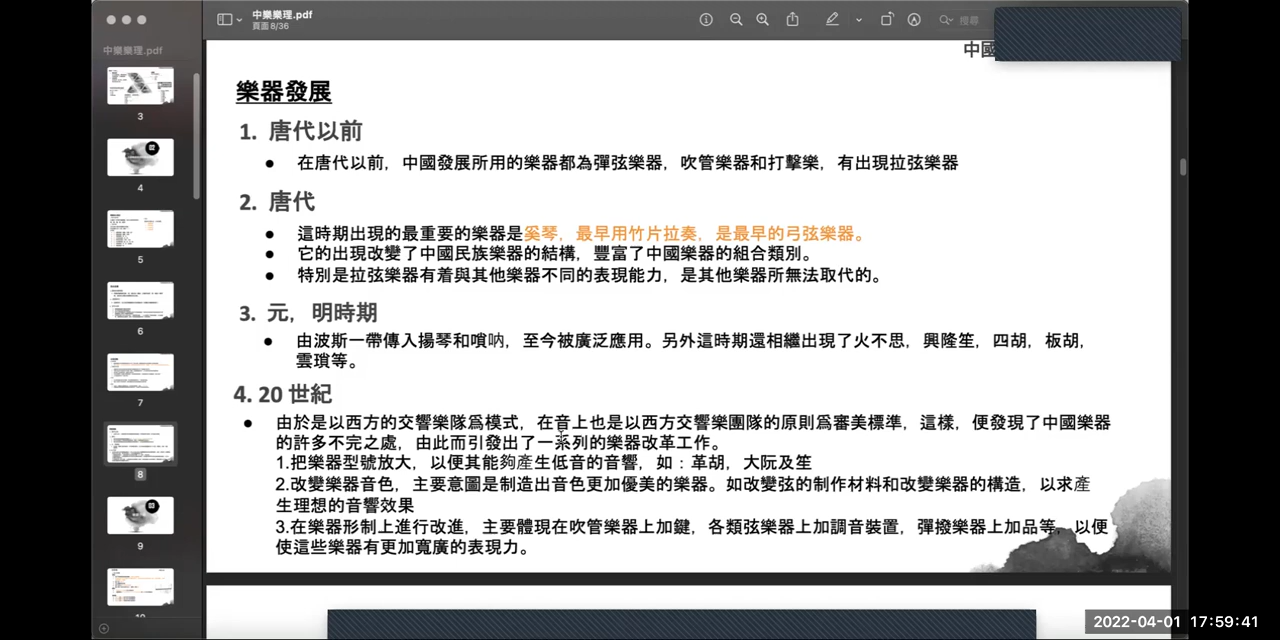 中樂樂理.pdf
頁面 8/36
搜尋
中樂樂理.pdf
3
4
5
6
7
8
9
中國
樂器發展
1. 唐代以前
● 在唐代以前，中國發展所用的樂器都為彈弦樂器，吹管樂器和打擊樂，有出現拉弦樂器
2. 唐代
● 這時期出現的最重要的樂器是奚琴，最早用竹片拉奏，是最早的弓弦樂器。
● 它的出現改變了中國民族樂器的結構，豐富了中國樂器的組合類別。
● 特別是拉弦樂器有着與其他樂器不同的表現能力，是其他樂器所無法取代的。
3. 元，明時期
● 由波斯一帶傳入揚琴和嗩吶，至今被廣泛應用。另外這時期還相繼出現了火不思，興隆笙，四胡，板胡，
雲瑣等。
4. 20 世紀
● 由於是以西方的交響樂隊爲模式，在音上也是以西方交響樂團隊的原則爲審美標準，這樣，便發現了中國樂器
的許多不完之處，由此而引發出了一系列的樂器改革工作。
1.把樂器型號放大，以便其能夠產生低音的音響，如：革胡，大阮及笙
2.改變樂器音色，主要意圖是制造出音色更加優美的樂器。如改變弦的制作材料和改變樂器的構造，以求產
生理想的音響效果
3.在樂器形制上進行改進，主要體現在吹管樂器上加鍵，各類弦樂器上加調音裝置，彈撥樂器上加品等，以便
使這些樂器有更加寬廣的表現力。
2022-04-01 17:59:41